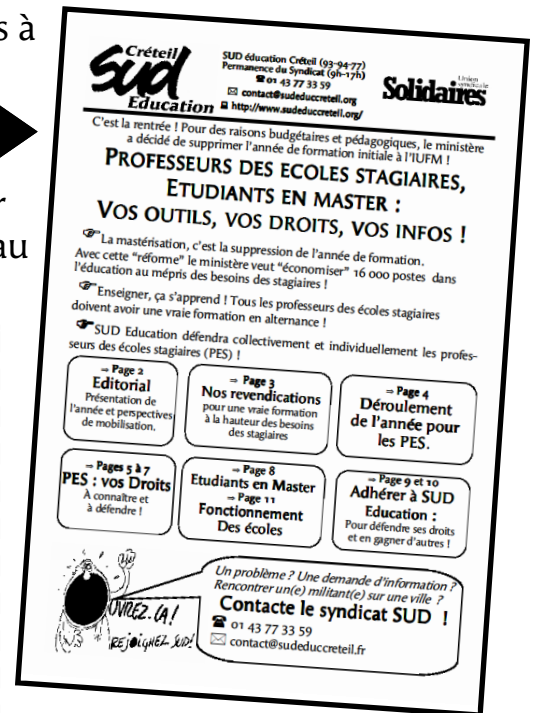 s à
r
au
Créteil
Sud
Education
SUD éducation Créteil (93-94-77)
Permanence du Syndicat (9h-17h)
☎ 01 43 77 33 59
✉ contact@sudeduccreteil.org
http://www.sudeduccreteil.org/
Union
syndicale
Solidaires
C'est la rentrée ! Pour des raisons budgétaires et pédagogiques, le ministère
a décidé de supprimer l'année de formation initiale à l'IUFM !
PROFESSEURS DES ECOLES STAGIAIRES,
ETUDIANTS EN MASTER :
VOS OUTILS, VOS DROITS, VOS INFOS !
☞La mastérisation, c'est la suppression de l'année de formation.
Avec cette "réforme" le ministère veut "économiser" 16 000 postes dans
l'éducation au mépris des besoins des stagiaires !
☞Enseigner, ça s'apprend ! Tous les professeurs des écoles stagiaires
doivent avoir une vraie formation en alternance !
☞SUD Education défendra collectivement et individuellement les profes-
seurs des écoles stagiaires (PES) !
⇒ Page 2
Editorial
Présentation de
l'année et perspectives
de mobilisation.
⇒ Page 3
Nos revendications
pour une vraie formation
à la hauteur des besoins
des stagiaires
⇒ Page 4
Déroulement
de l'année pour
les PES.
⇒ Pages 5 à 7
PES : vos Droits
À connaître et
à défendre !
⇒ Page 8
Etudiants en Master
⇒ Page 11
Fonctionnement
Des écoles
⇒ Page 9 et 10
Adhérer à SUD
Education :
Pour défendre ses droits
et en gagner d'autres !
OUVREZ-LA !
REJOIGNEZ SUD!
Un problème ? Une demande d'information ?
Rencontrer un(e) militant(e) sur une ville ?
Contacte le syndicat SUD !
☎ 01 43 77 33 59
✉ contact@sudeduccreteil.fr